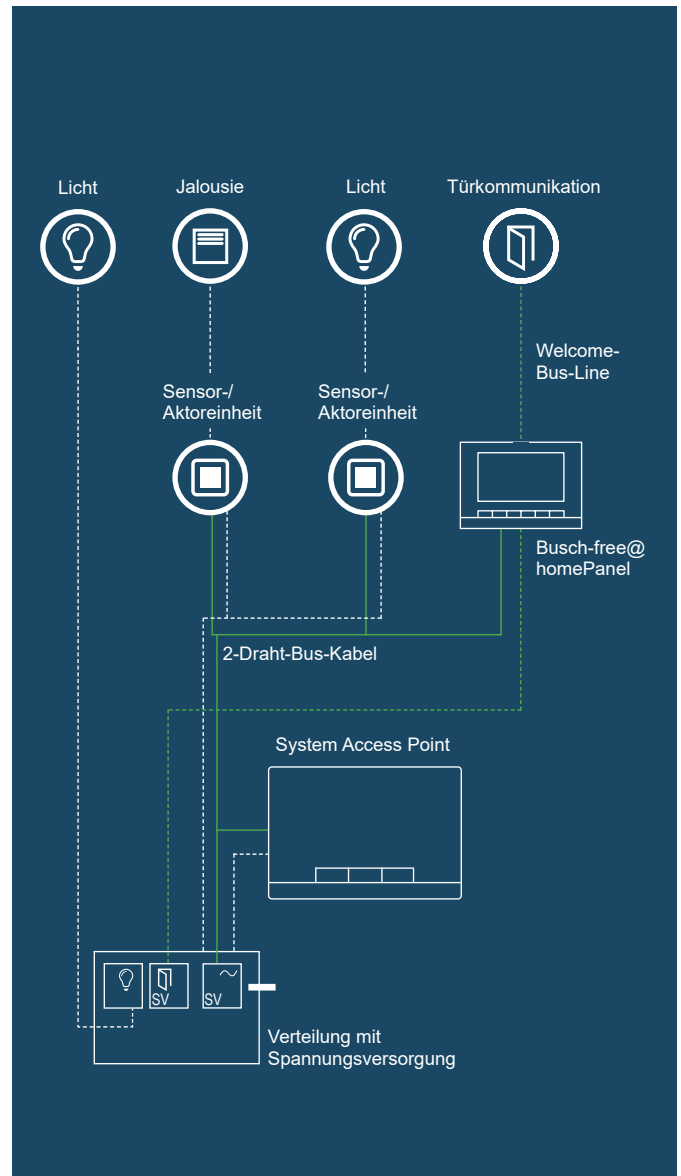 Licht
Jalousie
Licht
Türkommunikation
Welcome-
Bus-Line
Sensor-/
Aktoreinheit
Sensor-/
Aktoreinheit
Busch-free@
homePanel
2-Draht-Bus-Kabel
System Access Point
SV
SV
Verteilung mit
Spannungsversorgung